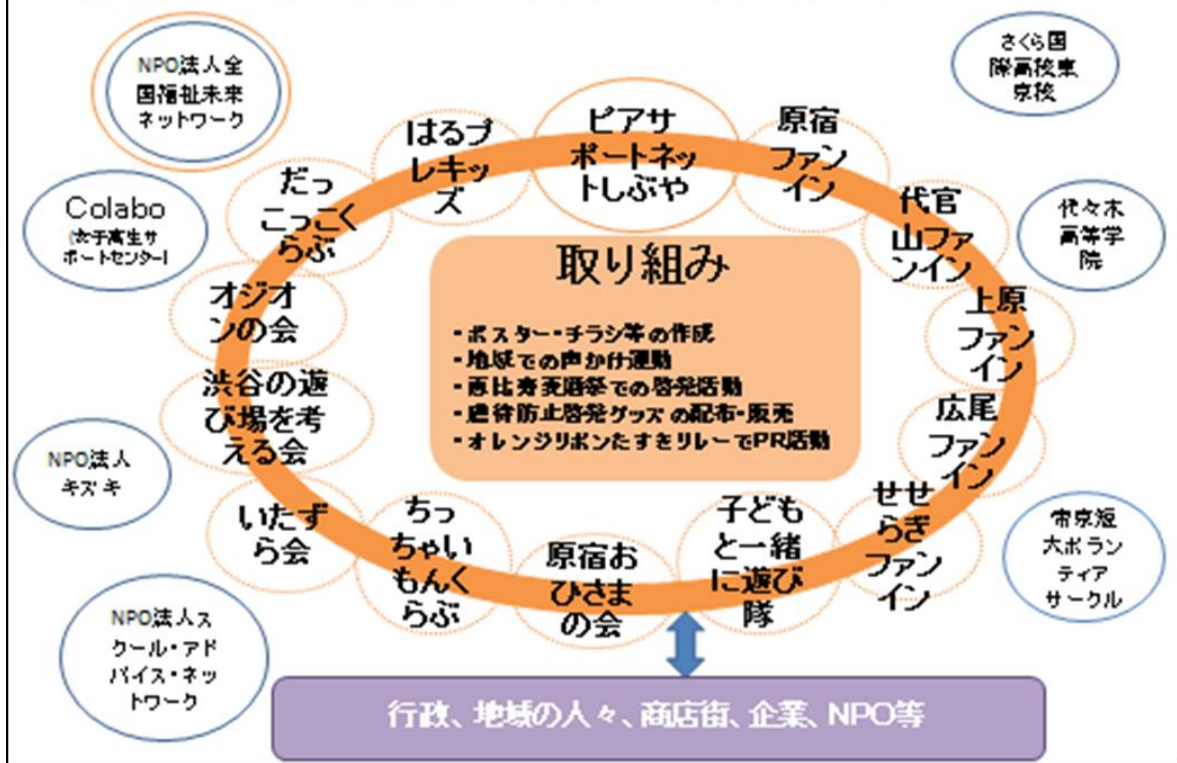 NPO法人全
国福祉未来
ネットワーク
さくら国
際高校東
京校
はるブ
レキッ
ズ
ピアサ
ポートネッ
トしぶや
原宿
ファン
イン
だっ
こっこく
らぶ
代官
山ファ
ンイン
Colabo
(女子高生サ
ポートセンター)
代々木
高等学
院
取り組み
・ポスター・チラシ等の作成
・地域での声かけ運動
・恵比寿麦酒祭での啓発活動
・虐待防止啓発グッズの配布・販売
・オレンジリボンたすきリレーでPR活動
オジオ
ンの会
上原
ファン
イン
渋谷の遊
び場を考
える会
広尾
ファン
イン
NPO法人
キズキ
いたず
ら会
ちっ
ちゃい
もんく
らぶ
原宿お
ひさま
の会
子ども
と一緒
に遊び
隊
せせ
らぎ
ファン
イン
帝京短
大ボラン
ティア
サークル
NPO法人ス
クール・アド
バイス・ネッ
トワーク
行政、地域の人々、商店街、企業、NPO等